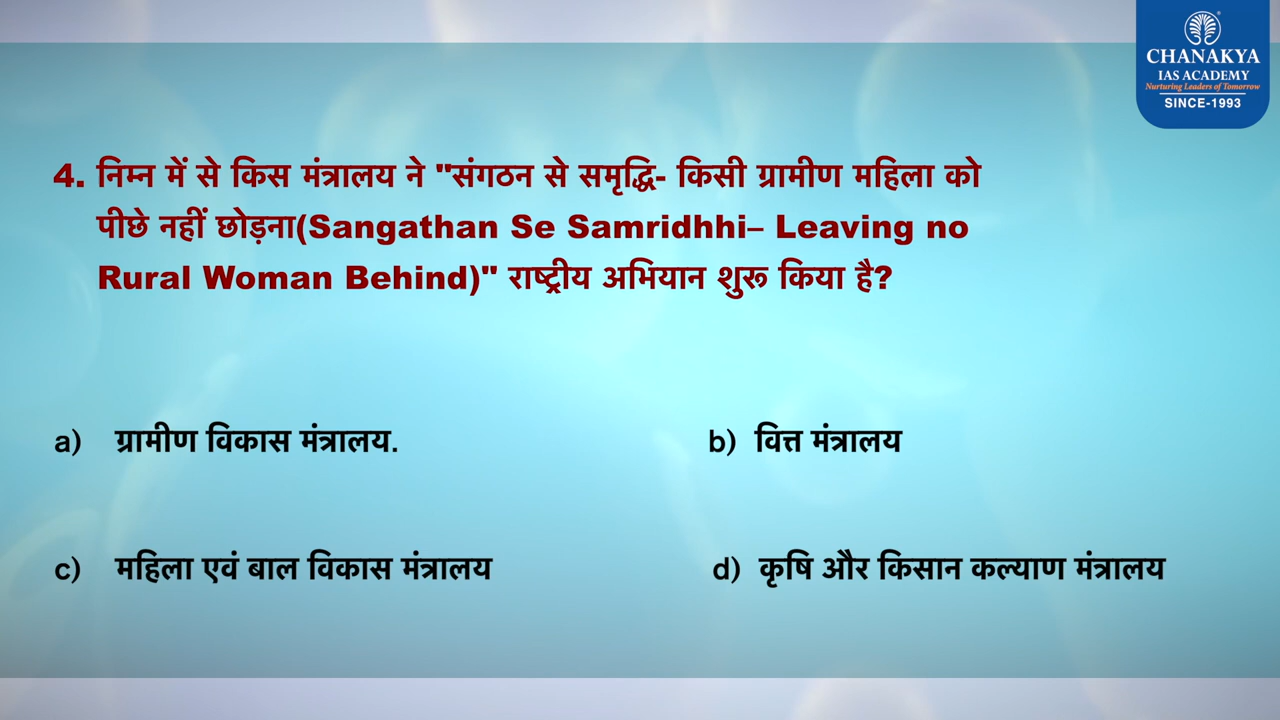 CHANAKYA
IAS ACADEMY
Nurturing Leaders of Tomorrow
SINCE-1993
4. निम्न में से किस मंत्रालय ने "संगठन से समृद्धि- किसी ग्रामीण महिला को
पीछे नहीं छोड़ना(Sangathan Se Samridhhi– Leaving no
Rural Woman Behind)" राष्ट्रीय अभियान शुरू किया है?
a) ग्रामीण विकास मंत्रालय.
b) वित्त मंत्रालय
c) महिला एवं बाल विकास मंत्रालय
d) कृषि और किसान कल्याण मंत्रालय